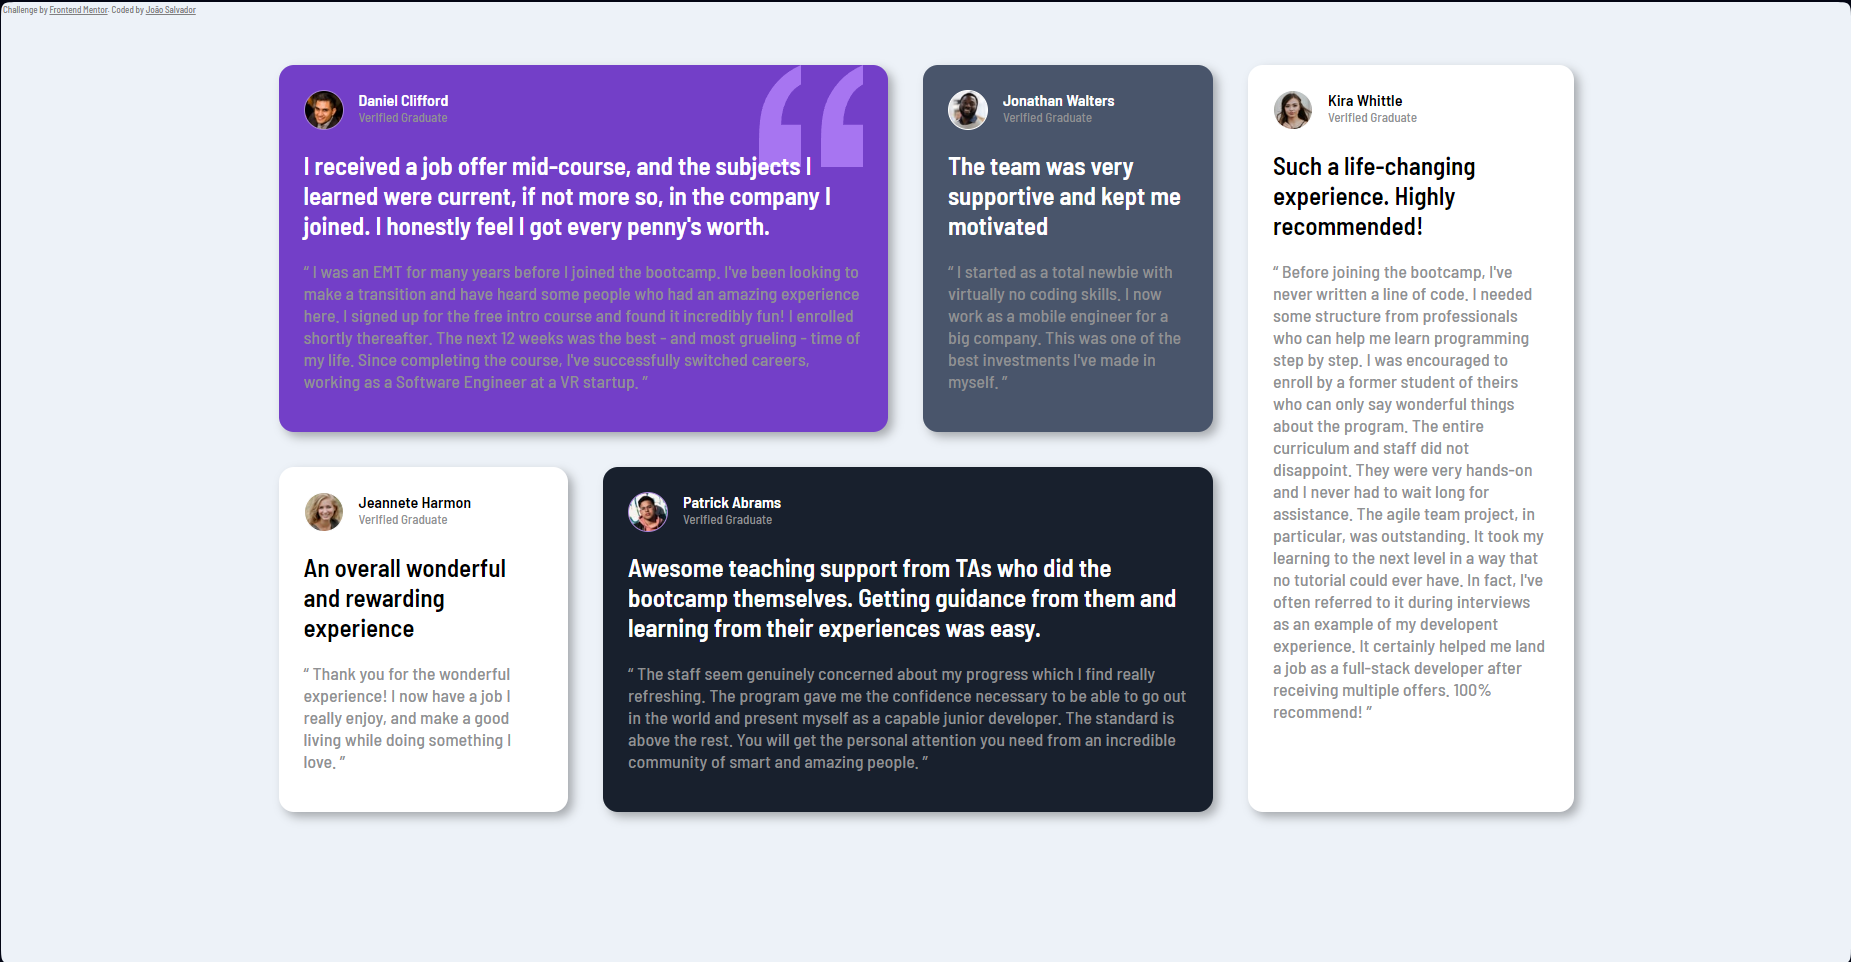 Challenge by Frontend Mentor. Coded by João Salvador
Daniel Clifford
Verified Graduate
I received a job offer mid-course, and the subjects I
learned were current, if not more so, in the company I
joined. I honestly feel I got every penny's worth.
“ I was an EMT for many years before I joined the bootcamp. I've been looking to
make a transition and have heard some people who had an amazing experience
here. I signed up for the free intro course and found it incredibly fun! I enrolled
shortly thereafter. The next 12 weeks was the best - and most grueling - time of
my life. Since completing the course, I've successfully switched careers,
working as a Software Engineer at a VR startup. ”
Jonathan Walters
Verified Graduate
The team was very
supportive and kept me
motivated
“ I started as a total newbie with
virtually no coding skills. I now
work as a mobile engineer for a
big company. This was one of the
best investments I've made in
myself. ”
Kira Whittle
Verified Graduate
Such a life-changing
experience. Highly
recommended!
“ Before joining the bootcamp, I've
never written a line of code. I needed
some structure from professionals
who can help me learn programming
step by step. I was encouraged to
enroll by a former student of theirs
who can only say wonderful things
about the program. The entire
curriculum and staff did not
disappoint. They were very hands-on
and I never had to wait long for
assistance. The agile team project, in
particular, was outstanding. It took my
learning to the next level in a way that
no tutorial could ever have. In fact, I've
often referred to it during interviews
as an example of my developent
experience. It certainly helped me land
a job as a full-stack developer after
receiving multiple offers. 100%
recommend! ”
Jeannete Harmon
Verified Graduate
An overall wonderful
and rewarding
experience
“ Thank you for the wonderful
experience! I now have a job I
really enjoy, and make a good
living while doing something I
love. ”
Patrick Abrams
Verified Graduate
Awesome teaching support from TAs who did the
bootcamp themselves. Getting guidance from them and
learning from their experiences was easy.
“ The staff seem genuinely concerned about my progress which I find really
refreshing. The program gave me the confidence necessary to be able to go out
in the world and present myself as a capable junior developer. The standard is
above the rest. You will get the personal attention you need from an incredible
community of smart and amazing people. ”